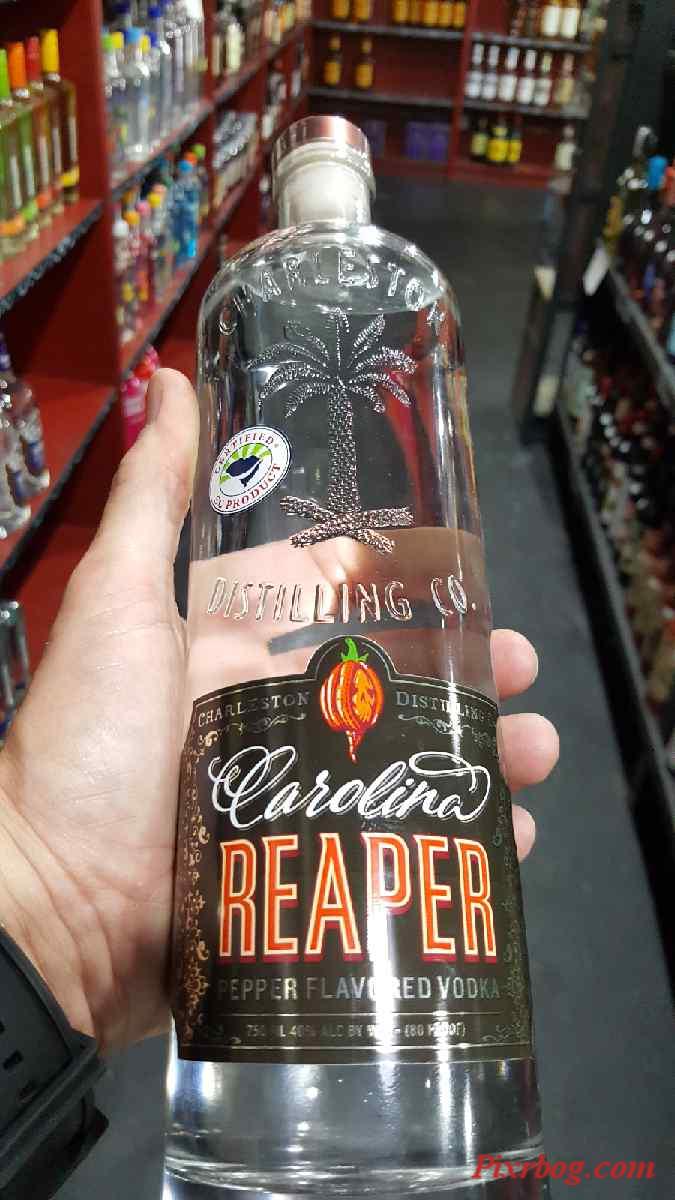 CHARLESTON
CERTIFIED
SC PRODUCT
DISTILLING CO.
CHARLESTON DISTILLING
Carolina
REAPER
PEPPER FLAVORED VODKA
750 ML 40% ALC BY VOL (80 PROOF)
Pixrbog.com